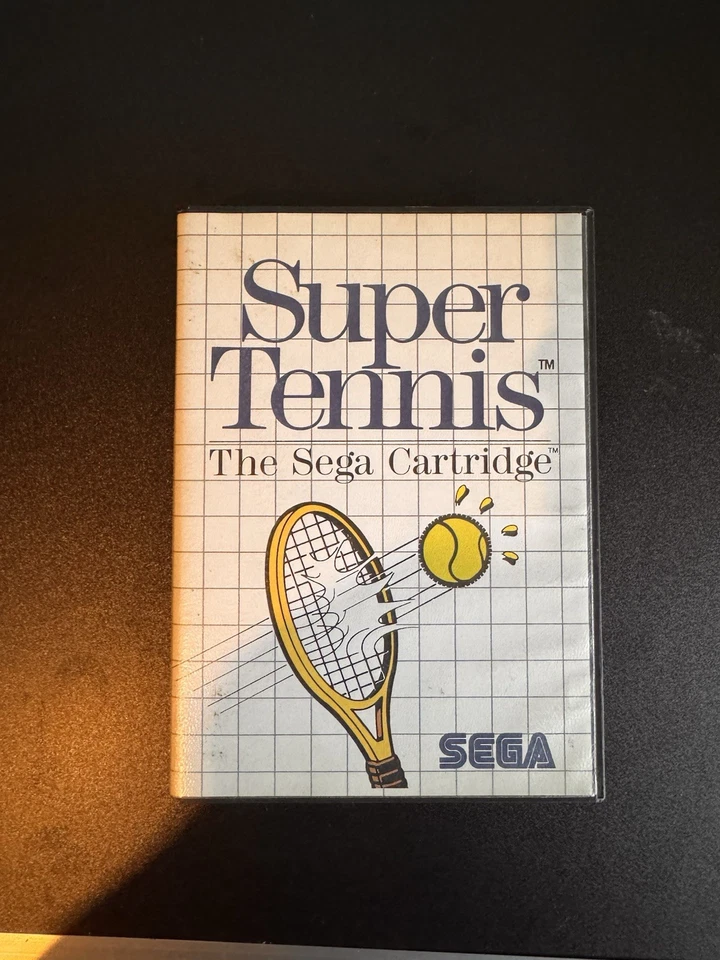 Super
Tennis™
The Sega Cartridge™
SEGA